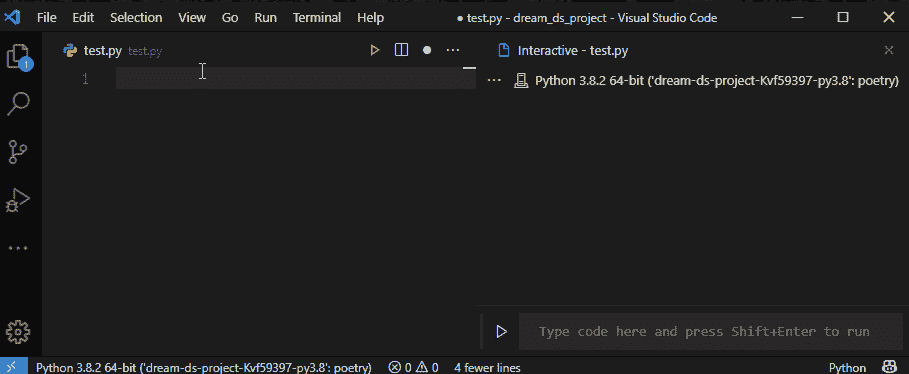 File Edit Selection View Go Run Terminal Help
● test.py - dream_ds_project - Visual Studio Code
test.py test.py
Interactive - test.py
1
1
Python 3.8.2 64-bit ('dream-ds-project-Kvf59397-py3.8': poetry)
Type code here and press Shift+Enter to run
Python 3.8.2 64-bit ('dream-ds-project-Kvf59397-py3.8': poetry) 0 0 4 fewer lines Python